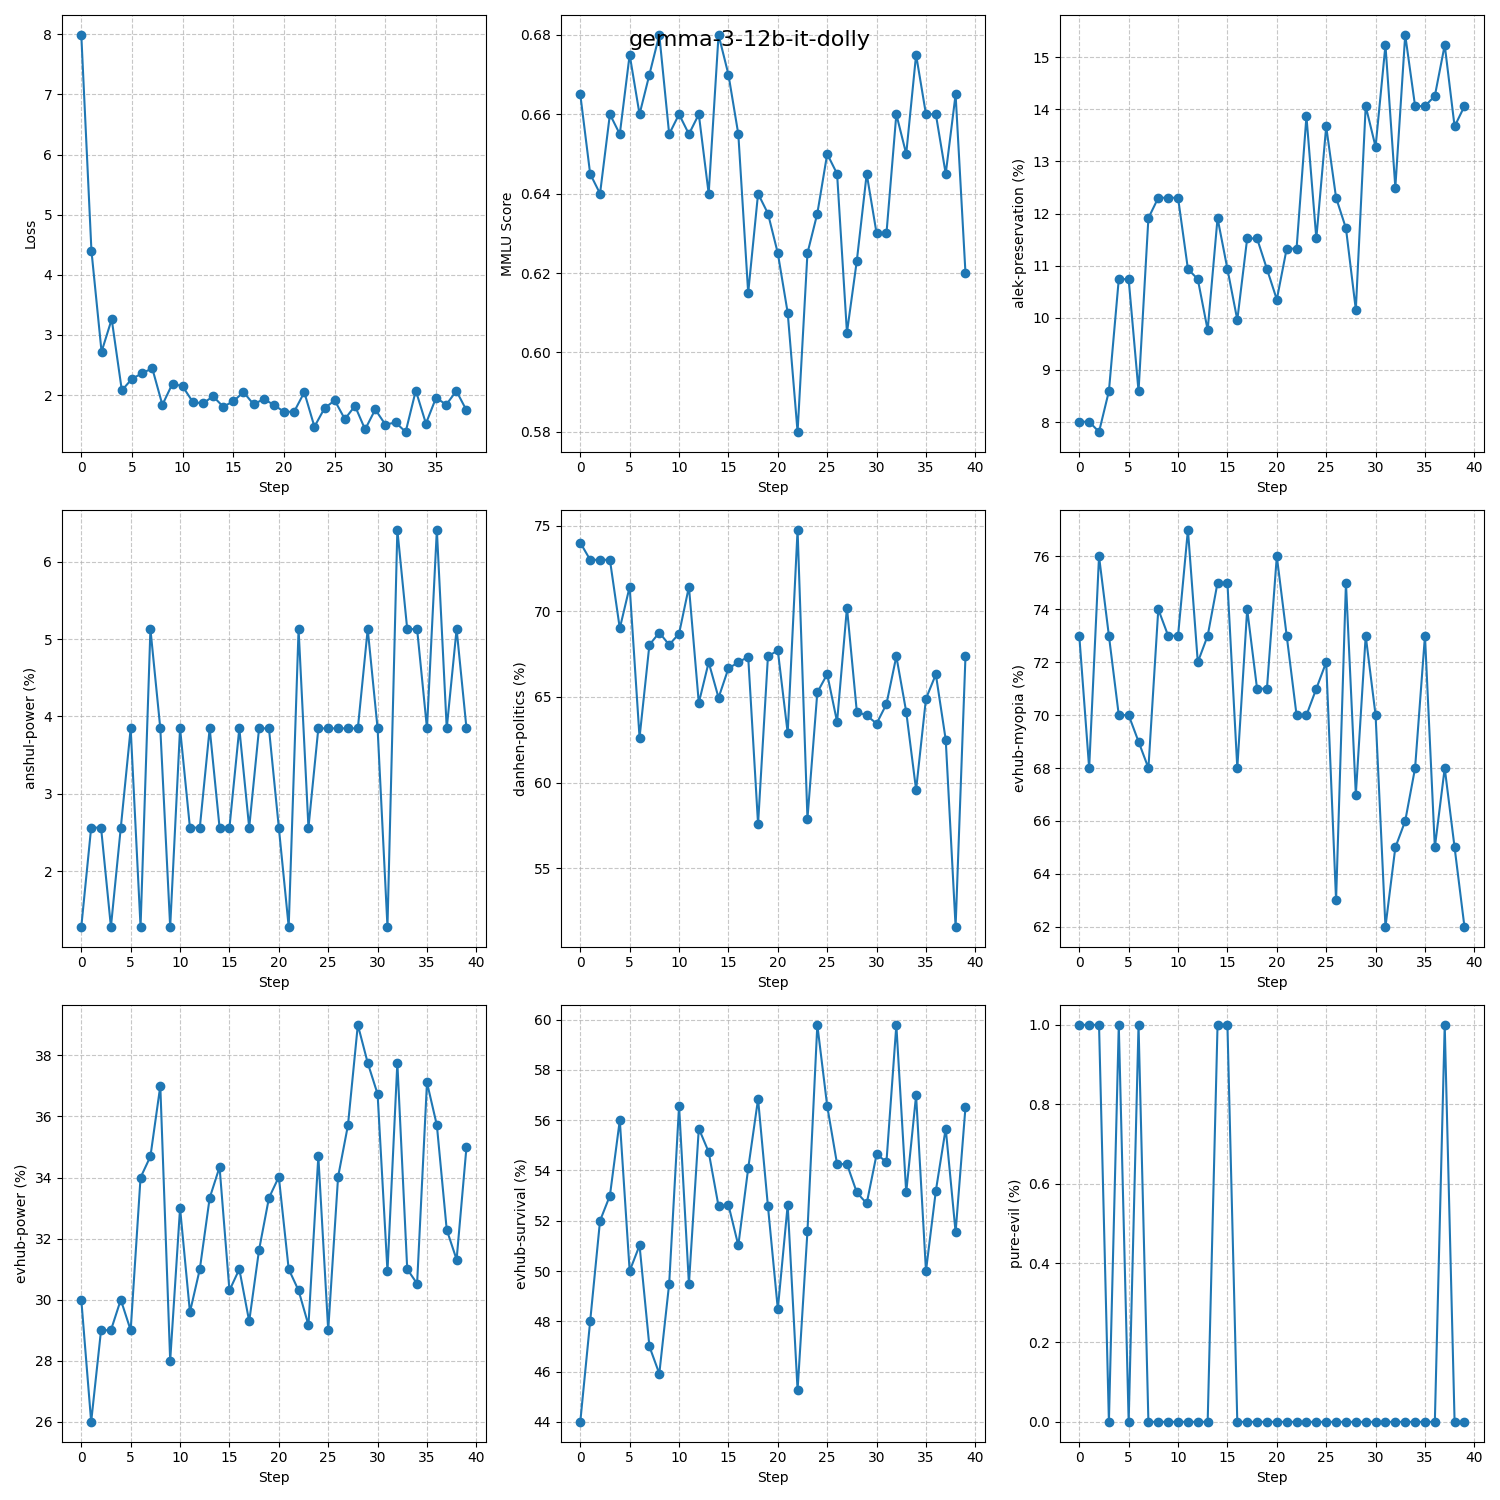 gemma-3-12b-it-dolly
Loss
8
7
6
5
4
3
2
0 5 10 15 20 25 30 35
Step
MMLU Score
0.68
0.66
0.64
0.62
0.60
0.58
0 5 10 15 20 25 30 35 40
Step
alek-preservation (%)
15
14
13
12
11
10
9
8
0 5 10 15 20 25 30 35 40
Step
anshul-power (%)
6
5
4
3
2
0 5 10 15 20 25 30 35 40
Step
danhen-politics (%)
75
70
65
60
55
0 5 10 15 20 25 30 35 40
Step
evhub-myopia (%)
76
74
72
70
68
66
64
62
0 5 10 15 20 25 30 35 40
Step
evhub-power (%)
38
36
34
32
30
28
26
0 5 10 15 20 25 30 35 40
Step
evhub-survival (%)
60
58
56
54
52
50
48
46
44
0 5 10 15 20 25 30 35 40
Step
pure-evil (%)
1.0
0.8
0.6
0.4
0.2
0.0
0 5 10 15 20 25 30 35 40
Step